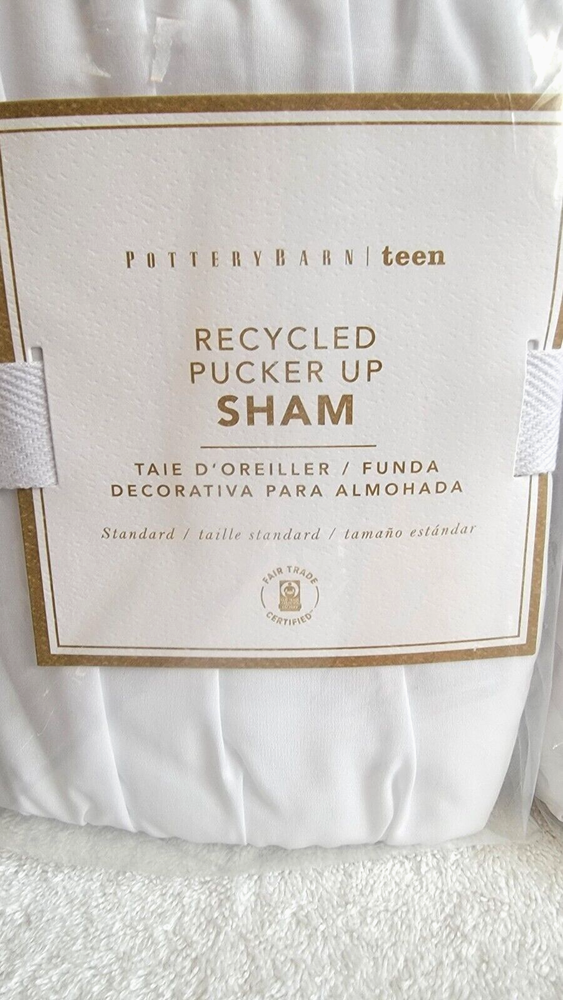 POTTERYBARN | teen
RECYCLED
PUCKER UP
SHAM
TAIE D'OREILLER / FUNDA
DECORATIVA PARA ALMOHADA
Standard / taille standard / tamaño estándar
FAIR TRADE
CERTIFIED™